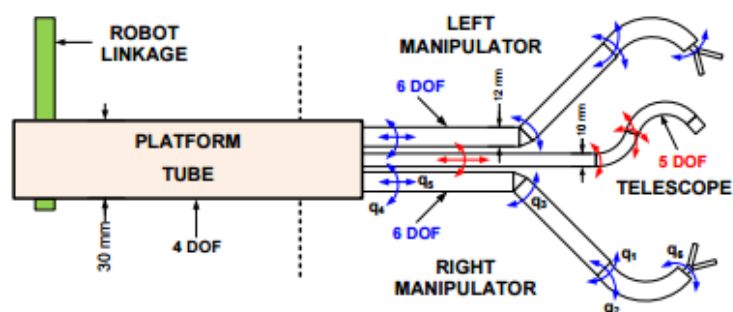 ROBOT
LINKAGE
LEFT
MANIPULATOR
6 DOF
12 mm
10 mm
PLATFORM
TUBE
5 DOF
TELESCOPE
q₅
q₄
q₃
30 mm
4 DOF
6 DOF
RIGHT
MANIPULATOR
q₁
q₆
q₂